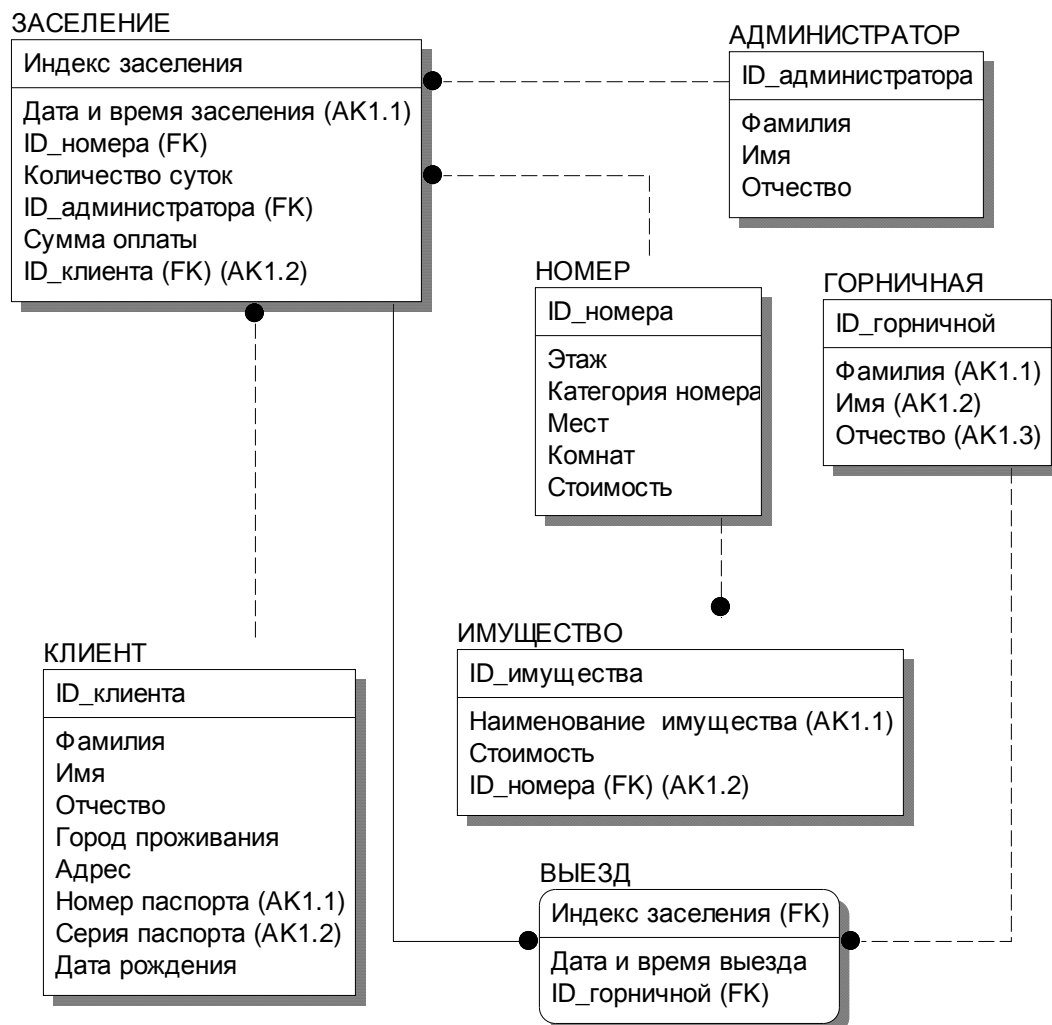 ЗАСЕЛЕНИЕ
Индекс заселения
Дата и время заселения (AK1.1)
ID_номера (FK)
Количество суток
ID_администратора (FK)
Сумма оплаты
ID_клиента (FK) (AK1.2)
АДМИНИСТРАТОР
ID_администратора
Фамилия
Имя
Отчество
НОМЕР
ID_номера
Этаж
Категория номера
Мест
Комнат
Стоимость
ГОРНИЧНАЯ
ID_горничной
Фамилия (AK1.1)
Имя (AK1.2)
Отчество (AK1.3)
КЛИЕНТ
ID_клиента
Фамилия
Имя
Отчество
Город проживания
Адрес
Номер паспорта (AK1.1)
Серия паспорта (AK1.2)
Дата рождения
ИМУЩЕСТВО
ID_имущества
Наименование имущества (AK1.1)
Стоимость
ID_номера (FK) (AK1.2)
ВЫЕЗД
Индекс заселения (FK)
Дата и время выезда
ID_горничной (FK)